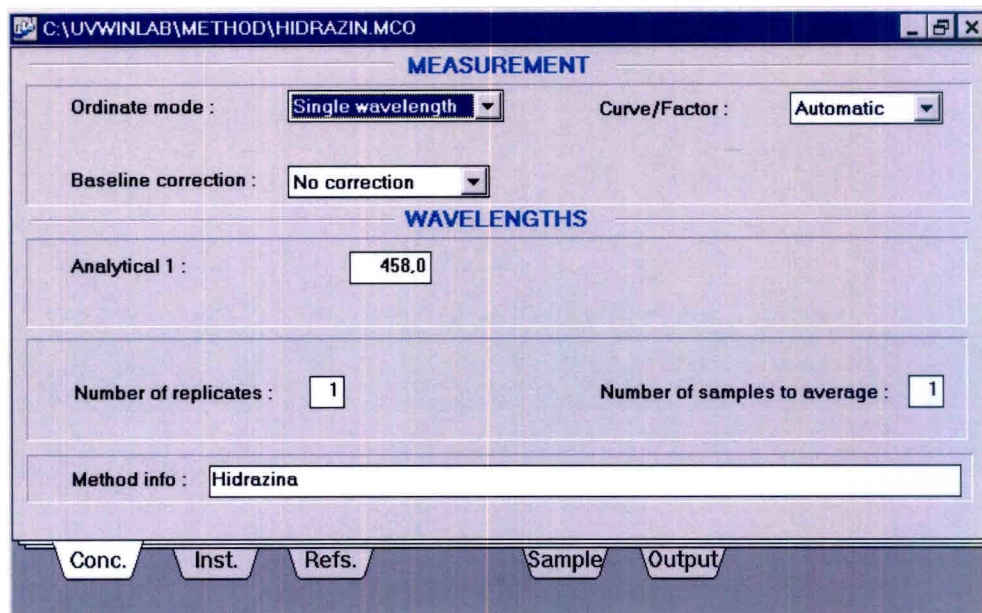 C:\UVWINLAB\METHOD\HIDRAZIN.MCO
MEASUREMENT
Ordinate mode : Single wavelength Curve/Factor : Automatic
Baseline correction : No correction
WAVELENGTHS
Analytical 1 : 458,0
Number of replicates : 1 Number of samples to average : 1
Method info : Hidrazina
Conc. Inst. Refs. Sample Output